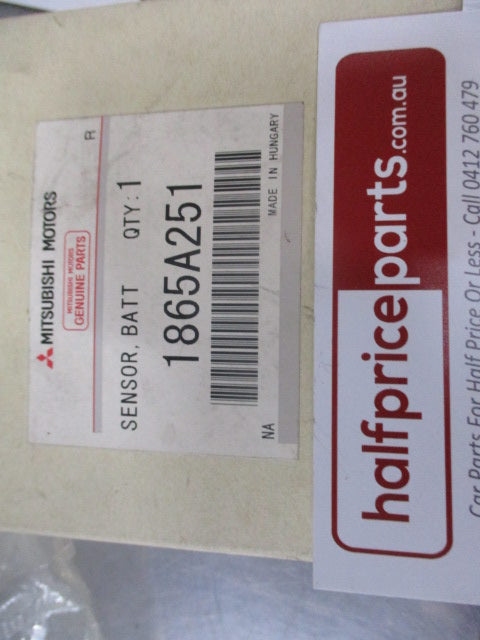 MITSUBISHI MOTORS
MITSUBISHI MOTORS
GENUINE PARTS
R
SENSOR, BATT QTY: 1
1865A251
NA MADE IN HUNGARY
halfpriceparts.com.au
Car Parts For Half Price Or Less - Call 0412 760 479